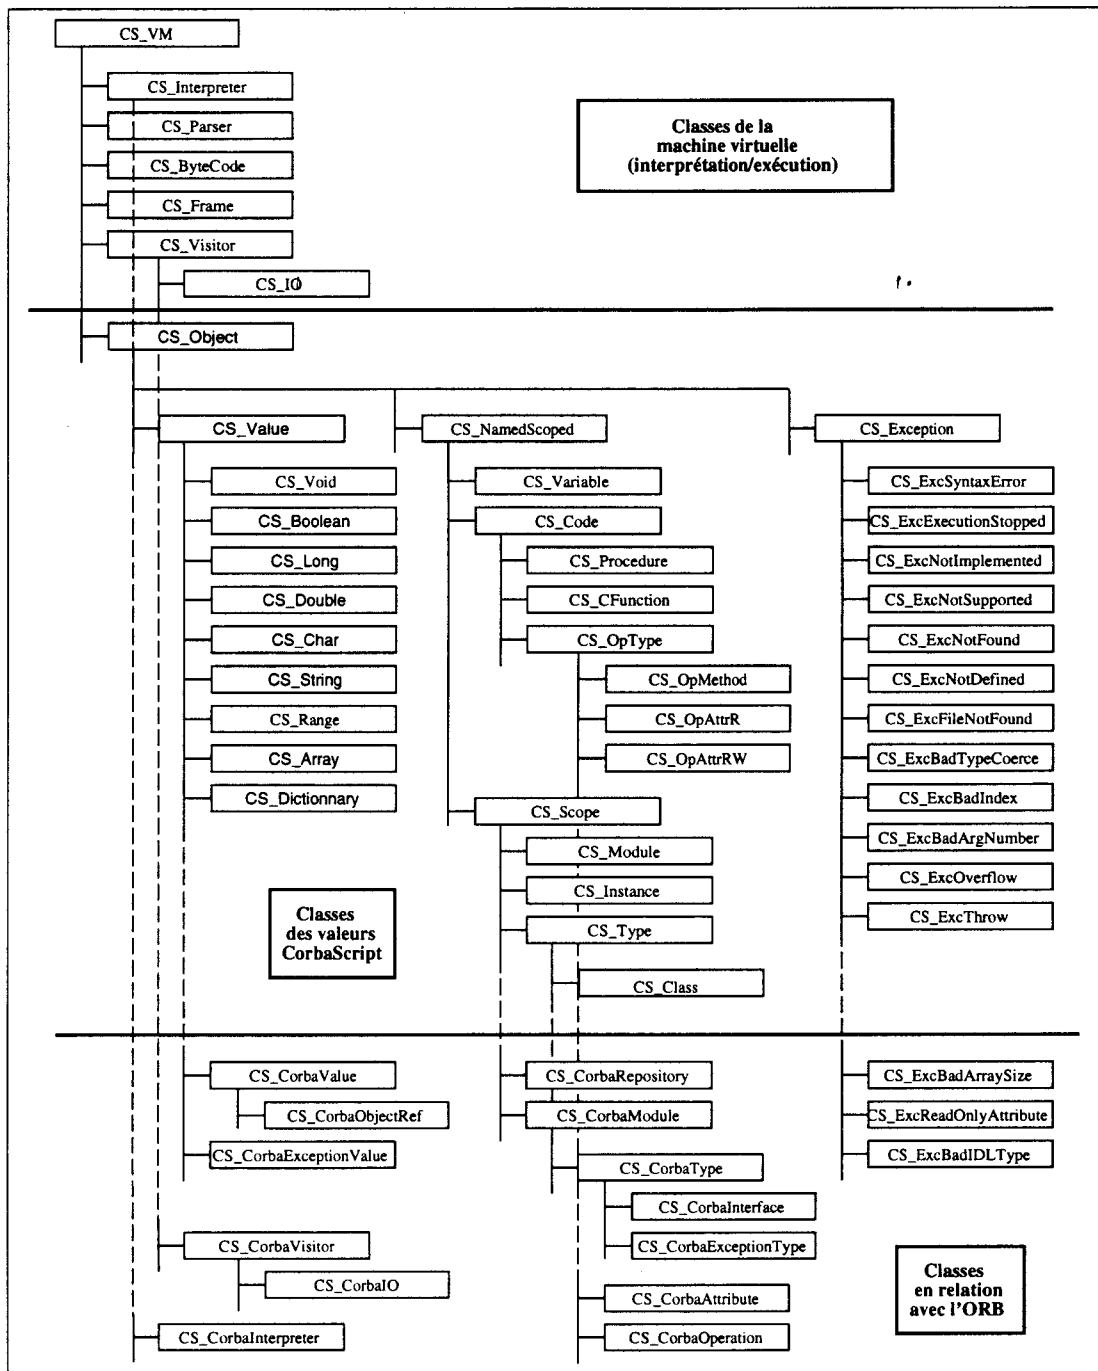 CS_VM
CS_Interpreter
CS_Parser
CS_ByteCode
CS_Frame
CS_Visitor
CS_IO
Classes de la
machine virtuelle
(interprétation/exécution)
CS_Object
CS_Value
CS_Void
CS_Boolean
CS_Long
CS_Double
CS_Char
CS_String
CS_Range
CS_Array
CS_Dictionnary
CS_NamedScoped
CS_Variable
CS_Code
CS_Procedure
CS_CFunction
CS_OpType
CS_OpMethod
CS_OpAttrR
CS_OpAttrRW
CS_Scope
CS_Module
CS_Instance
CS_Type
CS_Class
CS_Exception
CS_ExcSyntaxError
CS_ExcExecutionStopped
CS_ExcNotImplemented
CS_ExcNotSupported
CS_ExcNotFound
CS_ExcNotDefined
CS_ExcFileNotFound
CS_ExcBadTypeCoerce
CS_ExcBadIndex
CS_ExcBadArgNumber
CS_ExcOverflow
CS_ExcThrow
Classes
des valeurs
CorbaScript
CS_CorbaValue
CS_CorbaObjectRef
CS_CorbaExceptionValue
CS_CorbaVisitor
CS_CorbaIO
CS_CorbaInterpreter
CS_CorbaRepository
CS_CorbaModule
CS_CorbaType
CS_CorbaInterface
CS_CorbaExceptionType
CS_CorbaAttribute
CS_CorbaOperation
CS_ExcBadArraySize
CS_ExcReadOnlyAttribute
CS_ExcBadIDLType
Classes
en relation
avec l'ORB